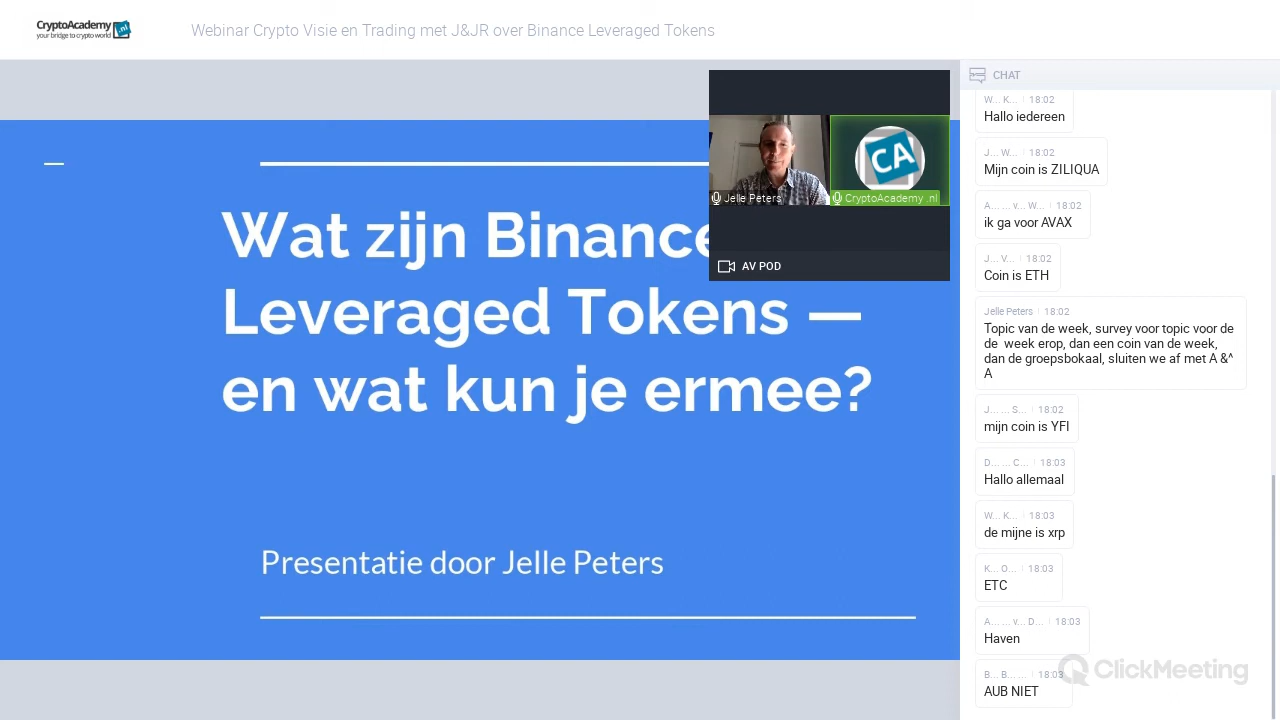 CryptoAcademy .nl
your bridge to crypto world
Webinar Crypto Visie en Trading met J&JR over Binance Leveraged Tokens
Wat zijn Binance
Leveraged Tokens —
en wat kun je ermee?
Presentatie door Jelle Peters
CA
Jelle Peters
CryptoAcademy .nl
AV POD
CHAT
W... K... 18:02
Hallo iedereen
J... W... 18:02
Mijn coin is ZILIQUA
A... ... v... W... 18:02
ik ga voor AVAX
J... V... 18:02
Coin is ETH
Jelle Peters 18:02
Topic van de week, survey voor topic voor de
de week erop, dan een coin van de week,
dan de groepsbokaal, sluiten we af met A &^
A
J... ... S... 18:02
mijn coin is YFI
D... ... C... 18:03
Hallo allemaal
W... K... 18:03
de mijne is xrp
K... O... 18:03
ETC
A... ... v... D... 18:03
Haven
B... B... ... 18:03
AUB NIET
ClickMeeting